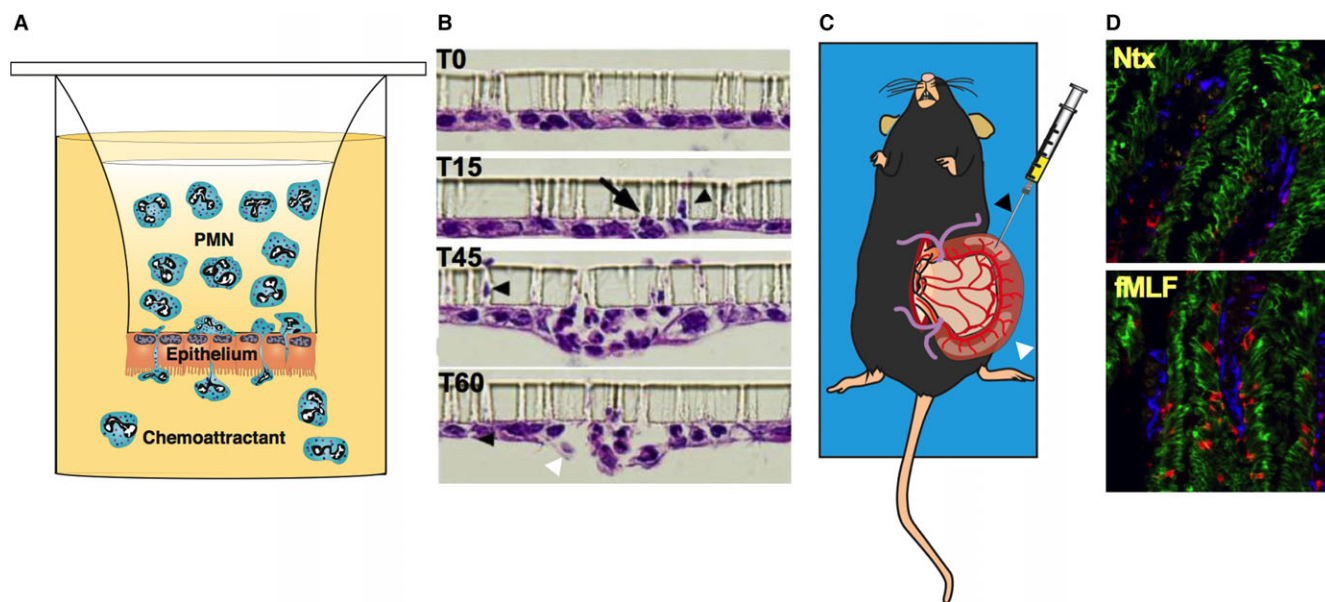 A
B
C
D
PMN
Epithelium
Chemoattractant
T0
T15
T45
T60
Ntx
fMLF